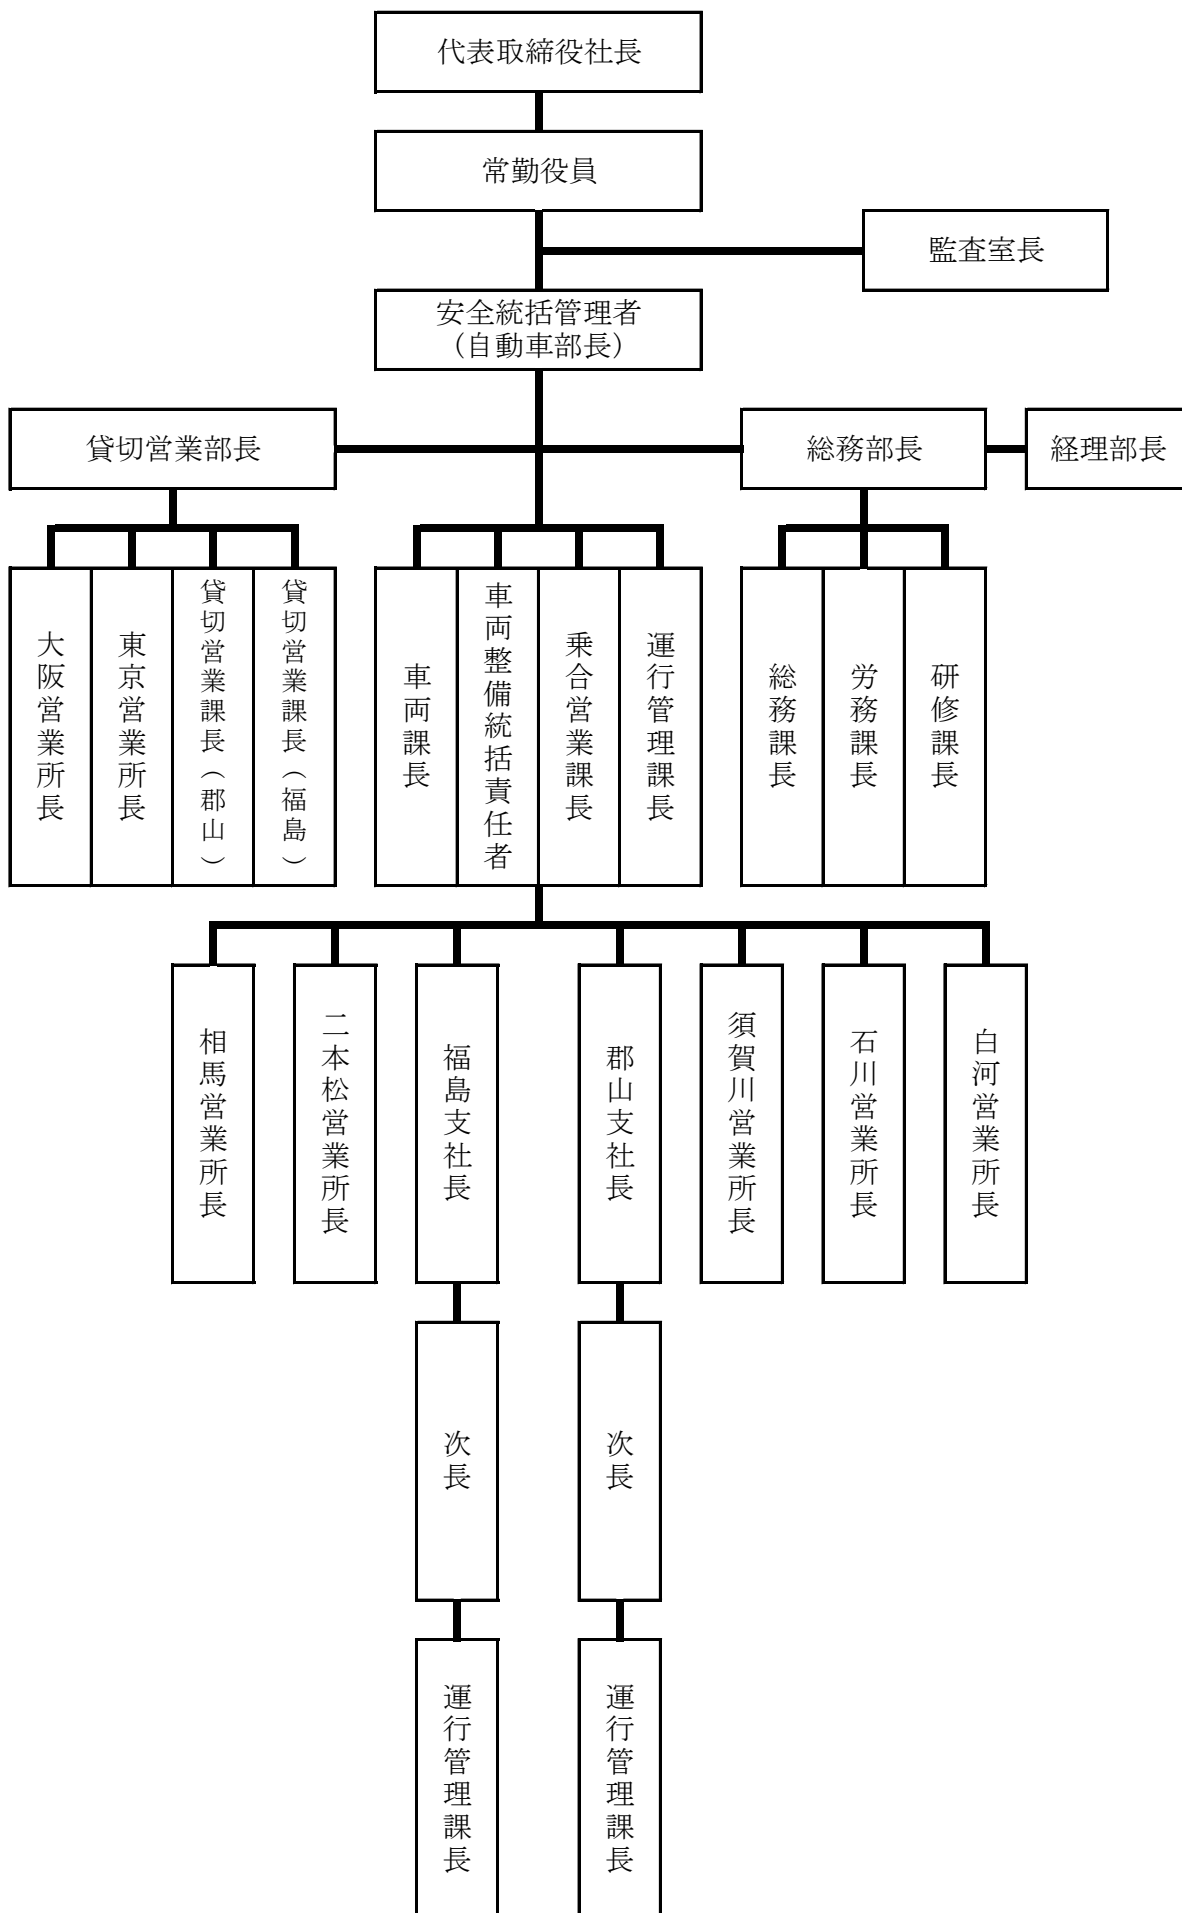 代表取締役社長
常勤役員
監査室長
安全統括管理者
(自動車部長)
貸切営業部長
総務部長
経理部長
大阪営業所長
東京営業所長
貸切営業課長（郡山）
貸切営業課長（福島）
車両課長
車両整備統括責任者
乗合営業課長
運行管理課長
総務課長
労務課長
研修課長
相馬営業所長
二本松営業所長
福島支社長
郡山支社長
須賀川営業所長
石川営業所長
白河営業所長
次長
次長
運行管理課長
運行管理課長